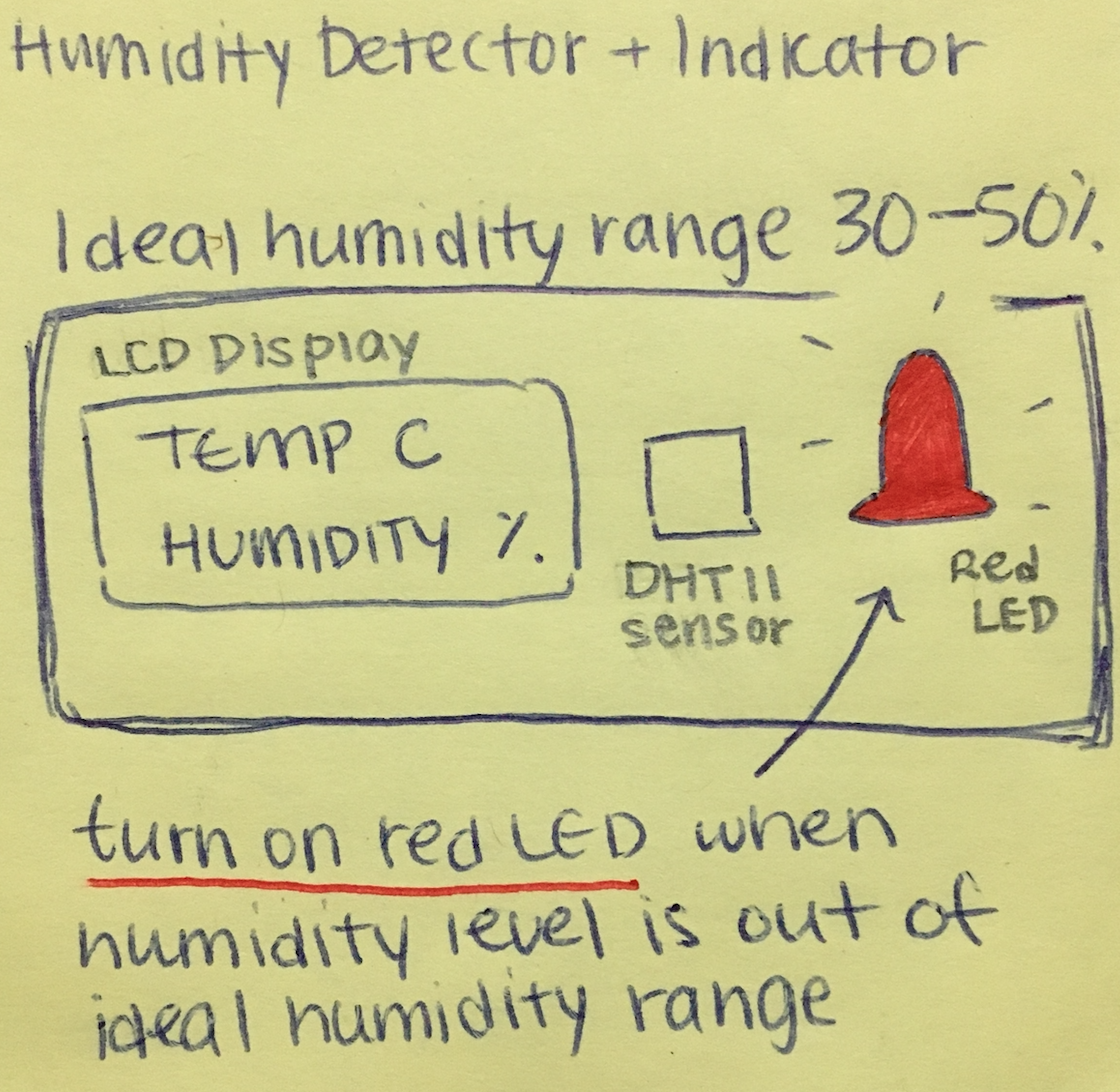 Humidity Detector + Indicator
Ideal humidity range 30-50%
LCD Display
TEMP C
HUMIDITY %
DHT11
sensor
Red
LED
turn on red LED when
humidity level is out of
ideal humidity range